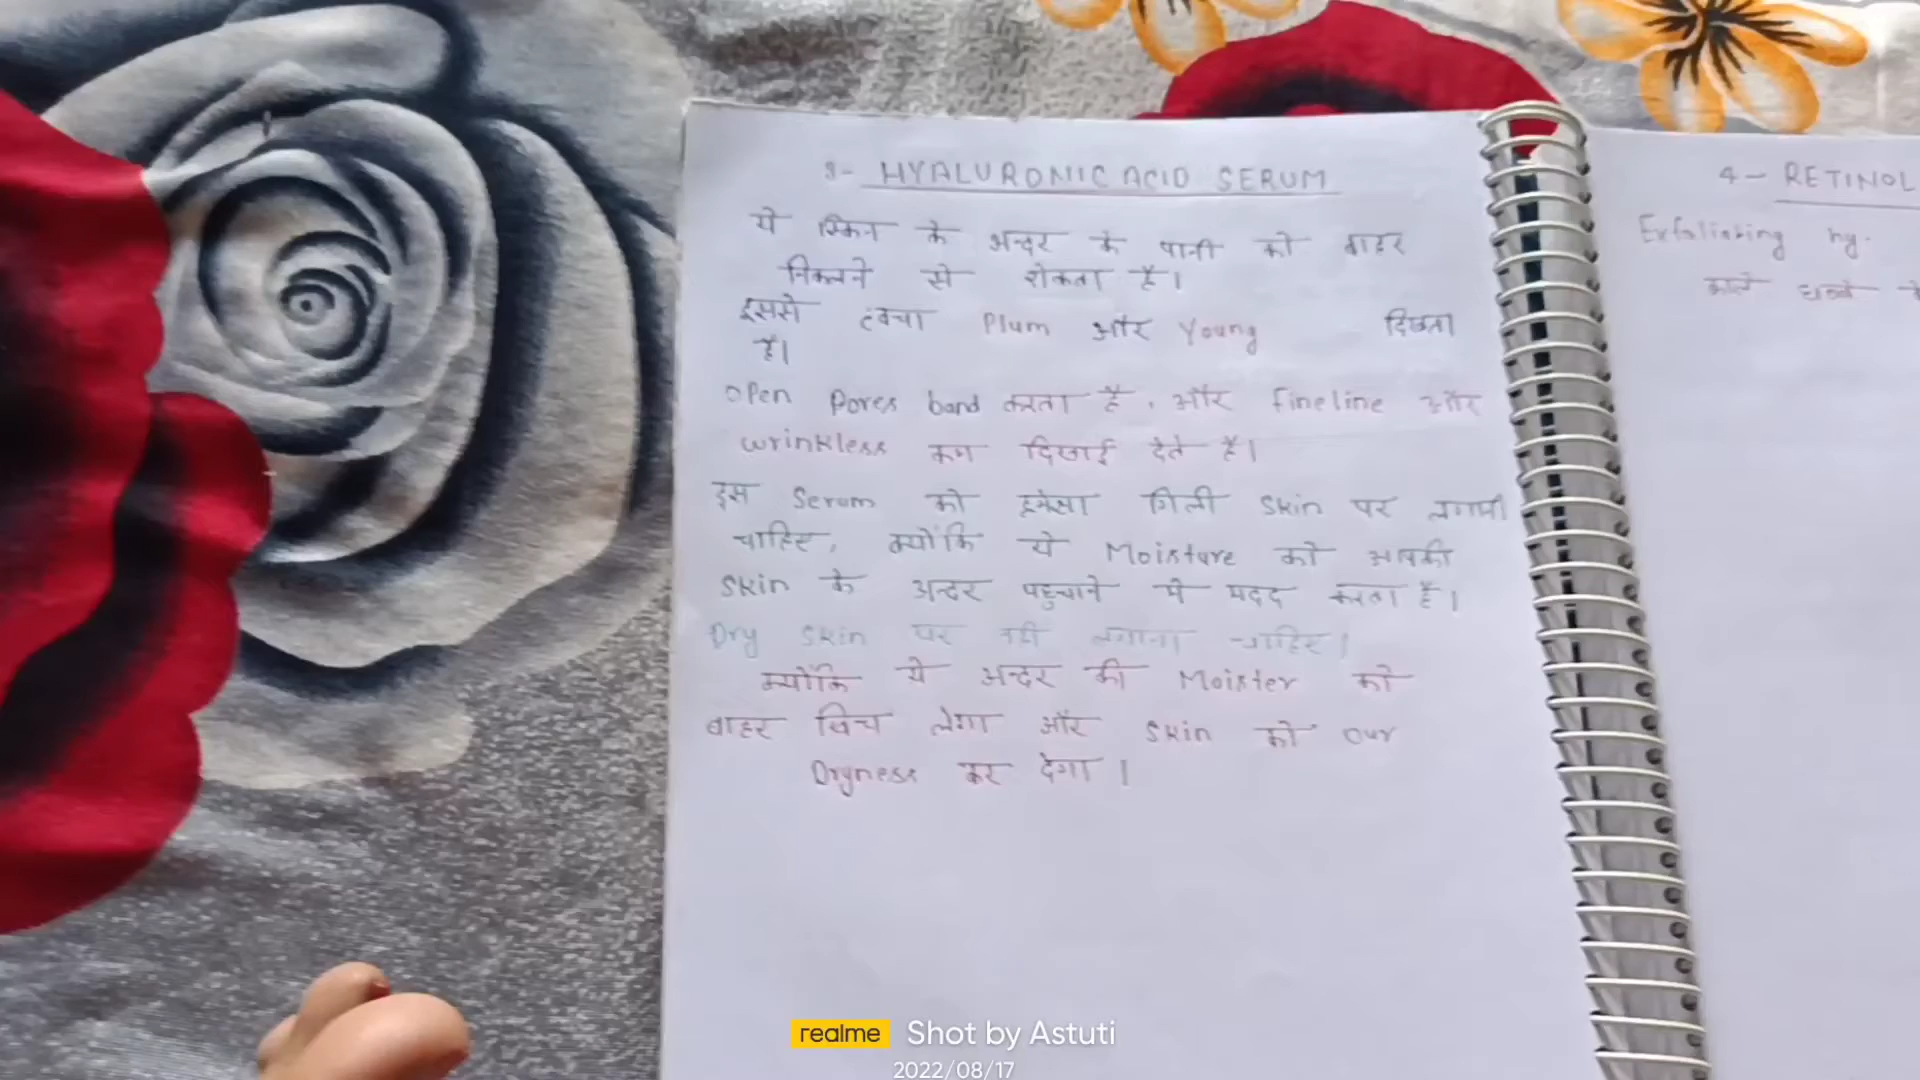 3- HYALURONIC ACID SERUM
ये स्किन के अन्दर के पानी को बाहर
निकलने से रोकता है।
इससे त्वचा Plum और Young दिखता
है।
open Pores band करता है, और fineline और
wrinkless कम दिखाई देते है।
इस Serum को हमेसा गिली skin पर लगानी
चाहिए, क्योंकि ये Moisture को आपकी
skin के अन्दर पहुचाने मे मदद करता है।
Dry skin पर नही लगाना चाहिए।
क्योंकि ये अन्दर की Moister को
बाहर खिच लेगा और skin को our
Dryness कर देगा।
4- RETINOL
Exfoliating hy.
काले धब्बे
realme Shot by Astuti
2022/08/17